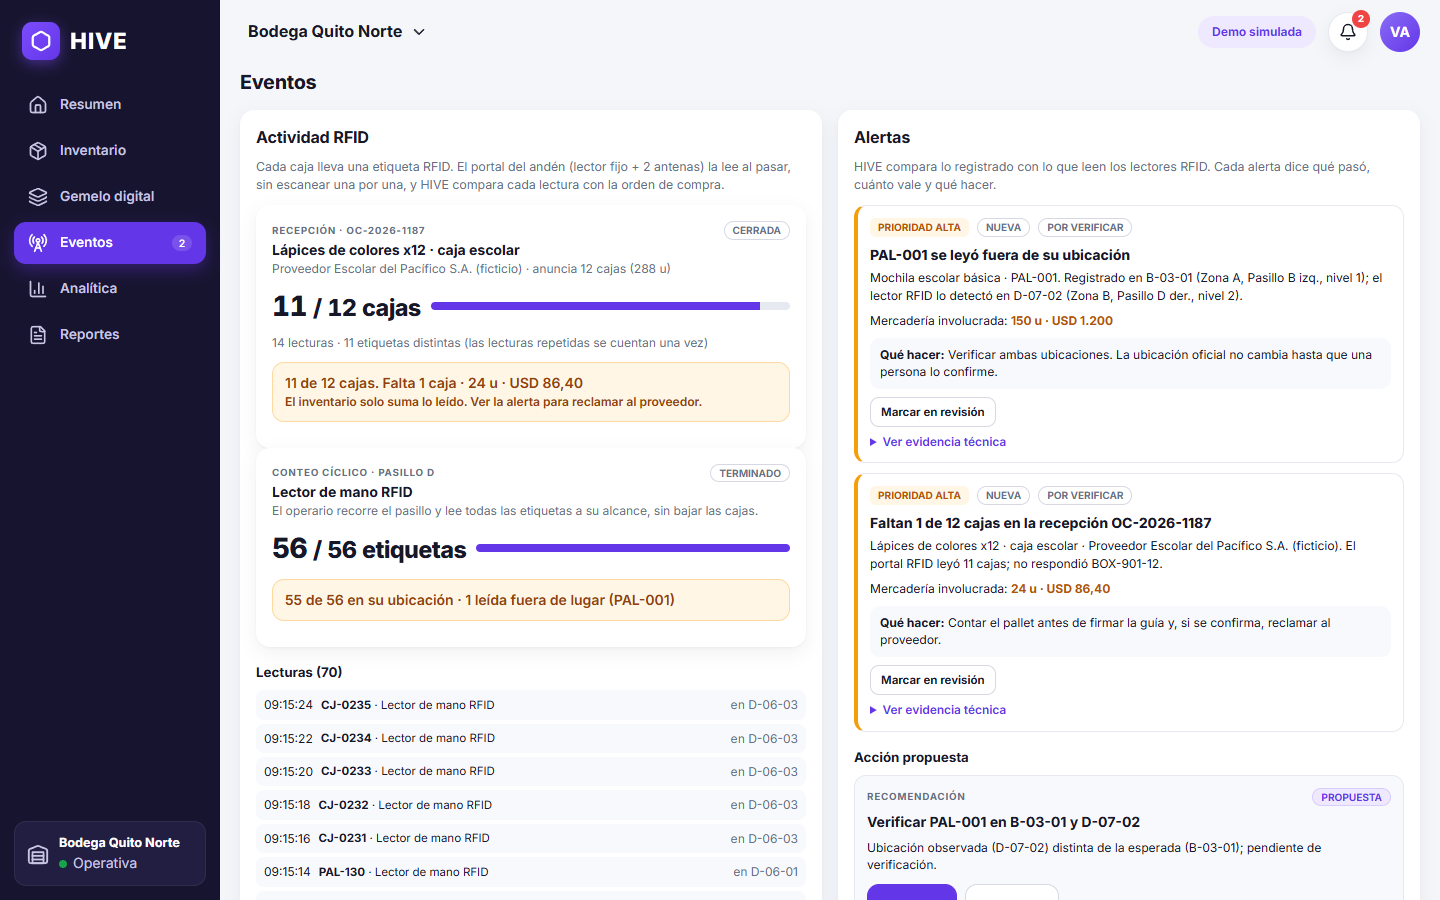 HIVE
Resumen
Inventario
Gemelo digital
Eventos 2
Analítica
Reportes
Bodega Quito Norte
Operativa
Bodega Quito Norte
Demo simulada
2
VA
Eventos
Actividad RFID
Cada caja lleva una etiqueta RFID. El portal del andén (lector fijo + 2 antenas) la lee al pasar,
sin escanear una por una, y HIVE compara cada lectura con la orden de compra.
RECEPCIÓN · OC-2026-1187
CERRADA
Lápices de colores x12 · caja escolar
Proveedor Escolar del Pacífico S.A. (ficticio) · anuncia 12 cajas (288 u)
11 / 12 cajas
14 lecturas · 11 etiquetas distintas (las lecturas repetidas se cuentan una vez)
11 de 12 cajas. Falta 1 caja · 24 u · USD 86,40
El inventario solo suma lo leído. Ver la alerta para reclamar al proveedor.
CONTEO CÍCLICO · PASILLO D
TERMINADO
Lector de mano RFID
El operario recorre el pasillo y lee todas las etiquetas a su alcance, sin bajar las cajas.
56 / 56 etiquetas
55 de 56 en su ubicación · 1 leída fuera de lugar (PAL-001)
Lecturas (70)
09:15:24 CJ-0235 · Lector de mano RFID en D-06-03
09:15:22 CJ-0234 · Lector de mano RFID en D-06-03
09:15:20 CJ-0233 · Lector de mano RFID en D-06-03
09:15:18 CJ-0232 · Lector de mano RFID en D-06-03
09:15:16 CJ-0231 · Lector de mano RFID en D-06-03
09:15:14 PAL-130 · Lector de mano RFID en D-06-01
Alertas
HIVE compara lo registrado con lo que leen los lectores RFID. Cada alerta dice qué pasó,
cuánto vale y qué hacer.
PRIORIDAD ALTA NUEVA POR VERIFICAR
PAL-001 se leyó fuera de su ubicación
Mochila escolar básica · PAL-001. Registrado en B-03-01 (Zona A, Pasillo B izq., nivel 1); el
lector RFID lo detectó en D-07-02 (Zona B, Pasillo D der., nivel 2).
Mercadería involucrada: 150 u · USD 1.200
Qué hacer: Verificar ambas ubicaciones. La ubicación oficial no cambia hasta que una
persona lo confirme.
Marcar en revisión
Ver evidencia técnica
PRIORIDAD ALTA NUEVA POR VERIFICAR
Faltan 1 de 12 cajas en la recepción OC-2026-1187
Lápices de colores x12 · caja escolar · Proveedor Escolar del Pacífico S.A. (ficticio). El
portal RFID leyó 11 cajas; no respondió BOX-901-12.
Mercadería involucrada: 24 u · USD 86,40
Qué hacer: Contar el pallet antes de firmar la guía y, si se confirma, reclamar al
proveedor.
Marcar en revisión
Ver evidencia técnica
Acción propuesta
RECOMENDACIÓN
PROPUESTA
Verificar PAL-001 en B-03-01 y D-07-02
Ubicación observada (D-07-02) distinta de la esperada (B-03-01); pendiente de
verificación.